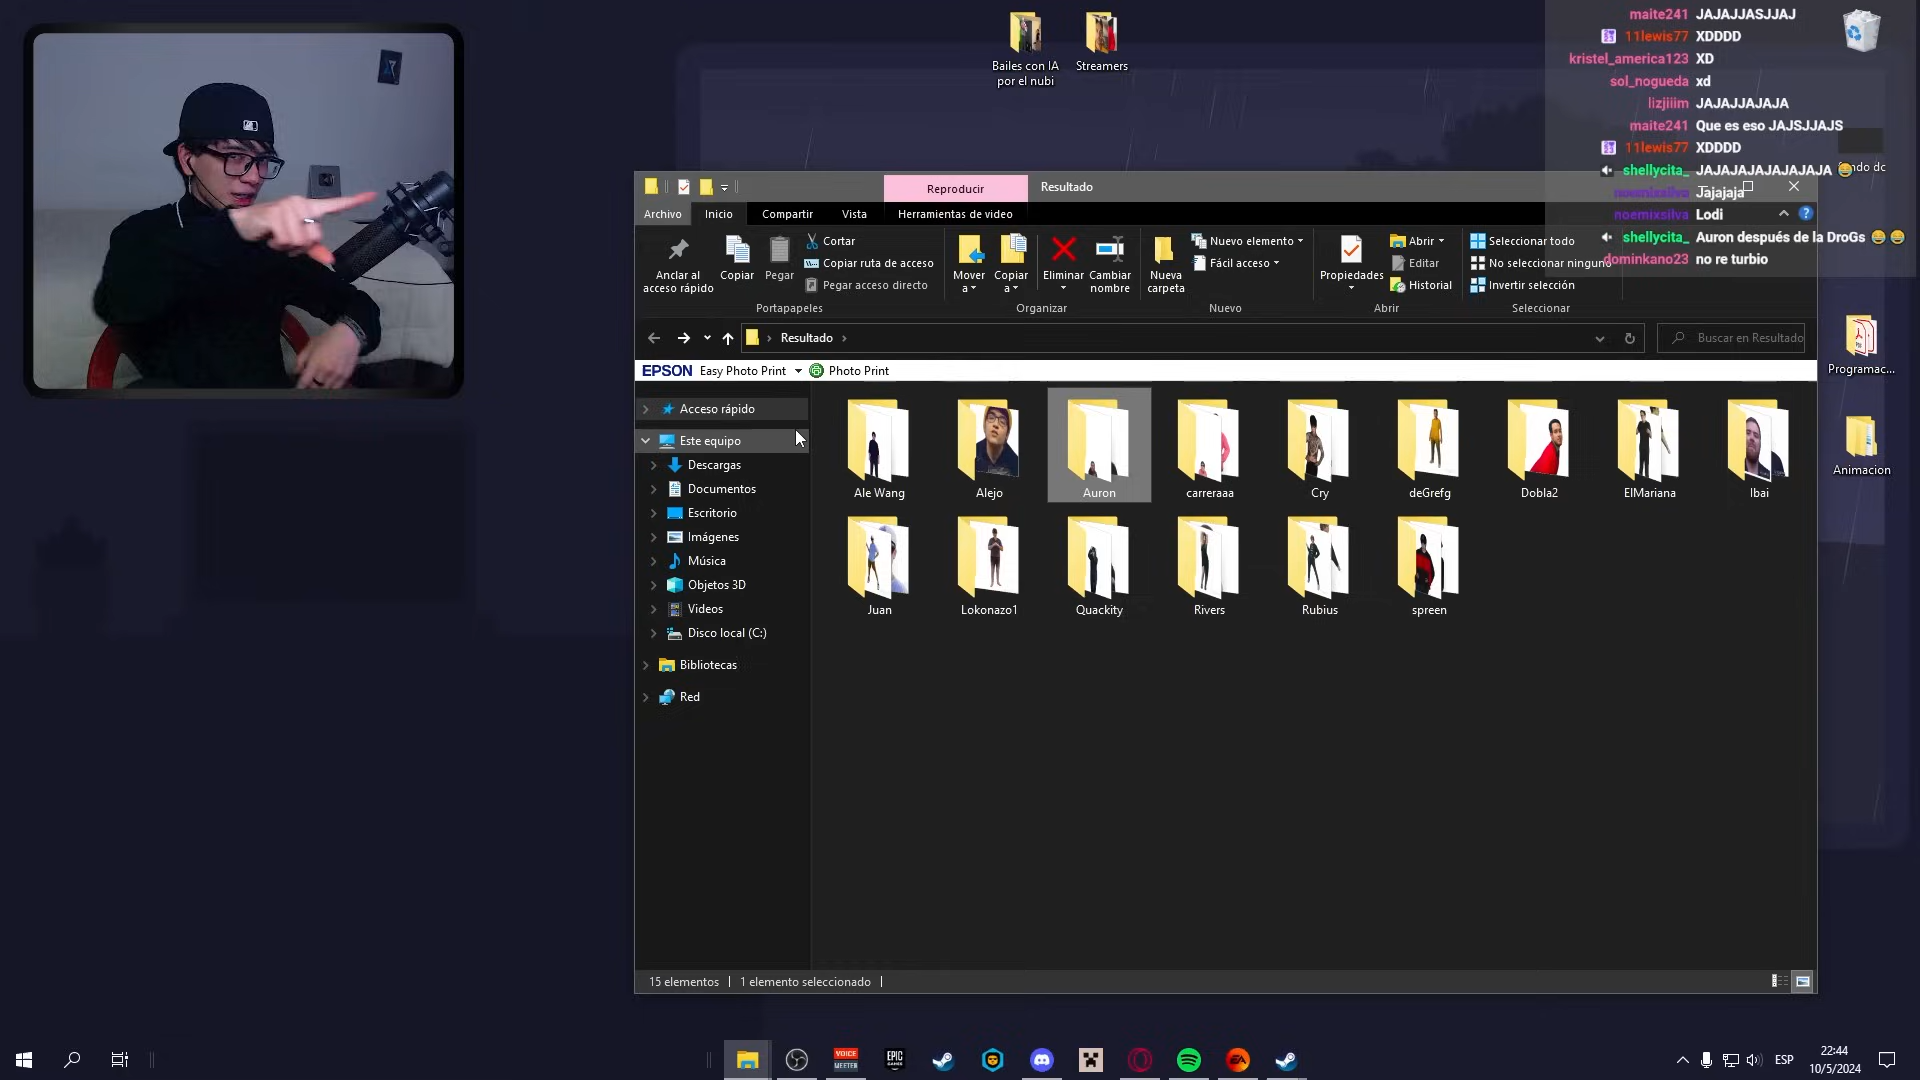 Bailes con IA
por el nubi
Streamers
maite241 JAJAJJASJJAJ
11lewis77 XDDDD
kristel_america123 XD
sol_nogueda xd
lizjiiim JAJAJJAJAJA
maite241 Que es eso JAJSJJAJS
11lewis77 XDDDD
shellycita_ JAJAJAJAJAJAJAJA
noemixsilva Jajajaja
noemixsilva Lodi
shellycita_ Auron después de la DroGs
dominkano23 no re turbio
Reproducir
Resultado
Archivo
Inicio
Compartir
Vista
Herramientas de video
Anclar al
acceso rápido
Copiar
Pegar
Cortar
Copiar ruta de acceso
Pegar acceso directo
Portapapeles
Mover
a
Copiar
a
Eliminar
Cambiar
nombre
Organizar
Nueva
carpeta
Nuevo elemento
Fácil acceso
Nuevo
Propiedades
Abrir
Editar
Historial
Abrir
Seleccionar todo
No seleccionar ninguno
Invertir selección
Seleccionar
Resultado
Buscar en Resultado
EPSON Easy Photo Print
Photo Print
Acceso rápido
Este equipo
Descargas
Documentos
Escritorio
Imágenes
Música
Objetos 3D
Videos
Disco local (C:)
Bibliotecas
Red
Ale Wang
Alejo
Auron
carreraaa
Cry
deGrefg
Dobla2
ElMariana
Ibai
Juan
Lokonazo1
Quackity
Rivers
Rubius
spreen
15 elementos
1 elemento seleccionado
Programac...
Animacion
VOICE
MEETER
EPIC
GAMES
EA
ESP
22:44
10/5/2024